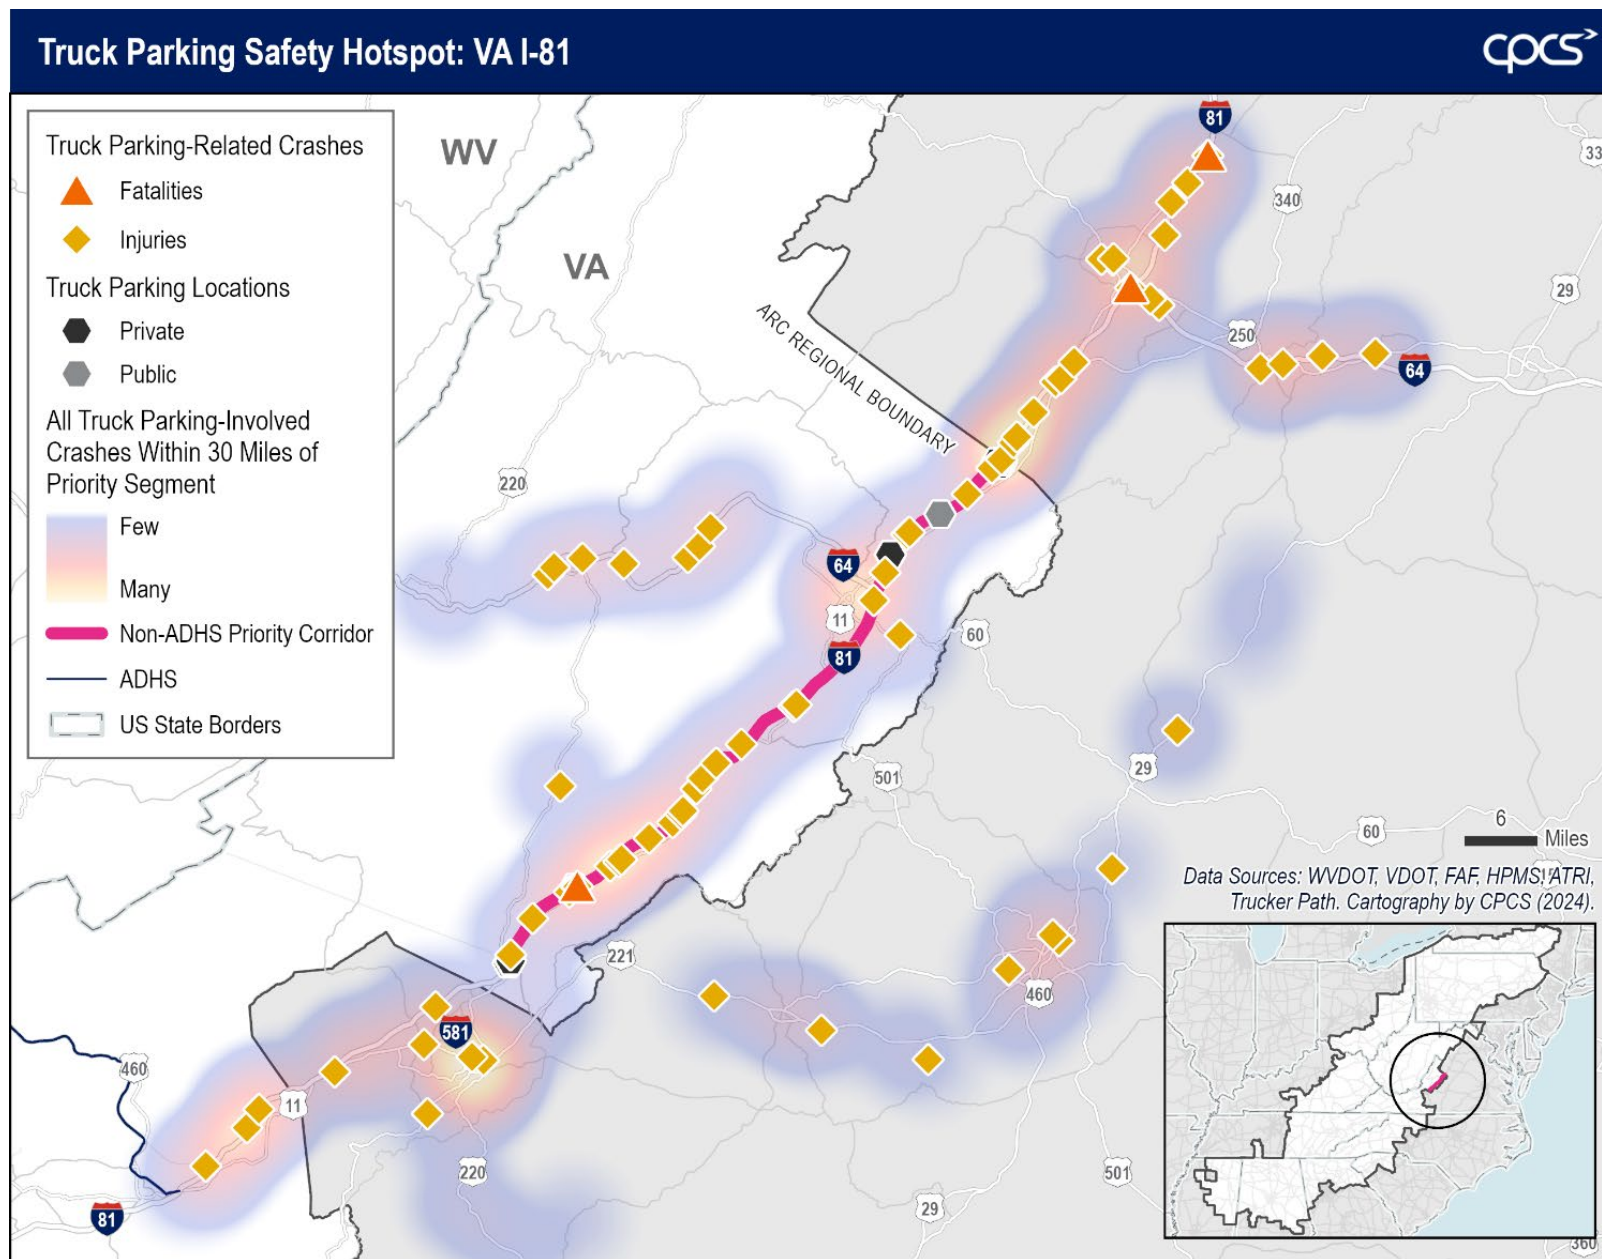 Truck Parking Safety Hotspot: VA I-81
cpcs
Truck Parking-Related Crashes
Fatalities
Injuries
Truck Parking Locations
Private
Public
All Truck Parking-Involved
Crashes Within 30 Miles of
Priority Segment
Few
Many
Non-ADHS Priority Corridor
ADHS
US State Borders
WV
VA
ARC REGIONAL BOUNDARY
81
33
340
29
250
64
220
64
11
60
81
29
501
60
6
Miles
Data Sources: WVDOT, VDOT, FAF, HPMS, ATRI,
Trucker Path. Cartography by CPCS (2024).
221
460
581
460
11
220
501
29
81
360